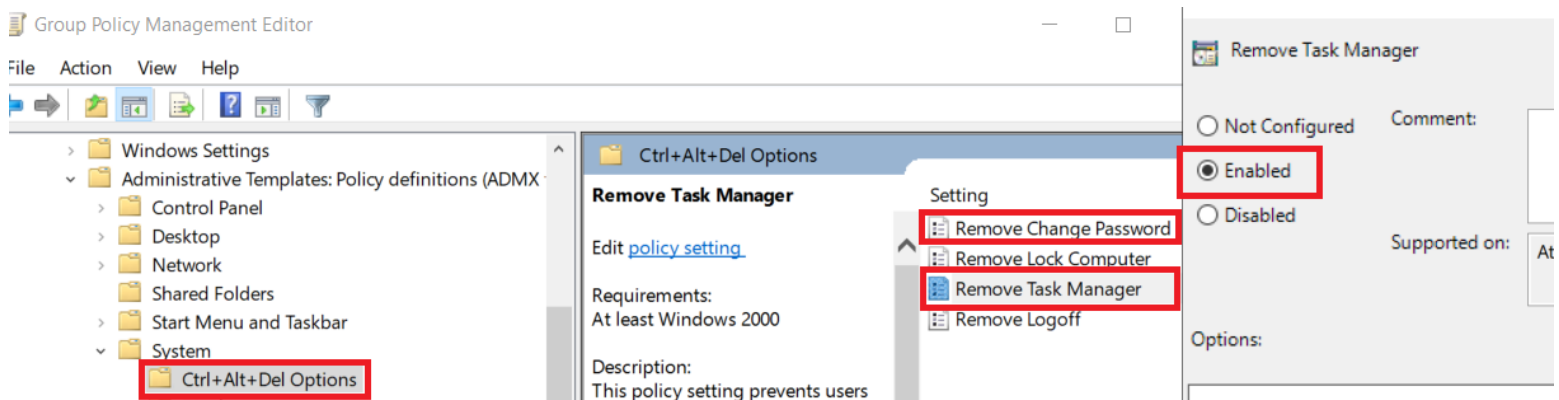 Group Policy Management Editor
File Action View Help
Windows Settings
Administrative Templates: Policy definitions (ADMX
Control Panel
Desktop
Network
Shared Folders
Start Menu and Taskbar
System
Ctrl+Alt+Del Options
Ctrl+Alt+Del Options
Remove Task Manager
Edit policy setting
Requirements:
At least Windows 2000
Description:
This policy setting prevents users
Setting
Remove Change Password
Remove Lock Computer
Remove Task Manager
Remove Logoff
Remove Task Manager
Not Configured
Enabled
Disabled
Comment:
Supported on:
At
Options: